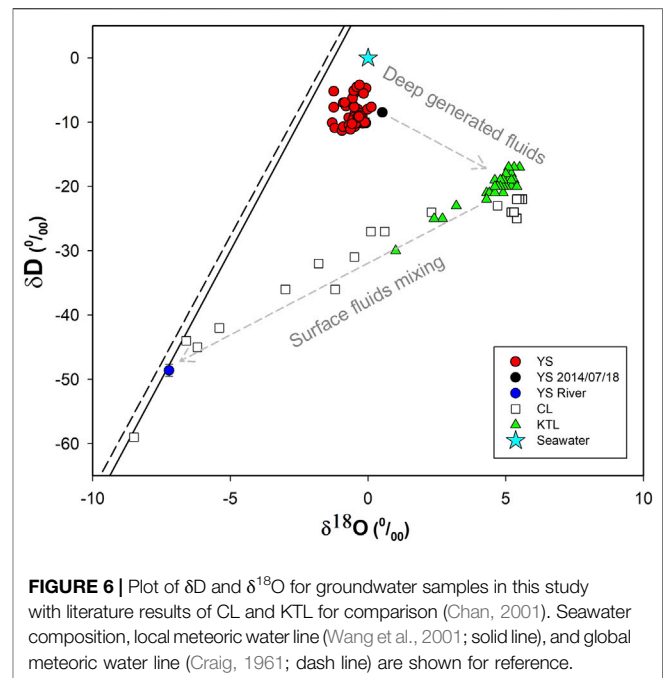 0
-10
-20
-30
-40
-50
-60
δD (⁰/₀₀)
Deep generated fluids
Surface fluids mixing
YS
YS 2014/07/18
YS River
CL
KTL
Seawater
-10 -5 0 5 10
δ¹⁸O (⁰/₀₀)
FIGURE 6 | Plot of δD and δ¹⁸O for groundwater samples in this study
with literature results of CL and KTL for comparison (Chan, 2001). Seawater
composition, local meteoric water line (Wang et al., 2001; solid line), and global
meteoric water line (Craig, 1961; dash line) are shown for reference.